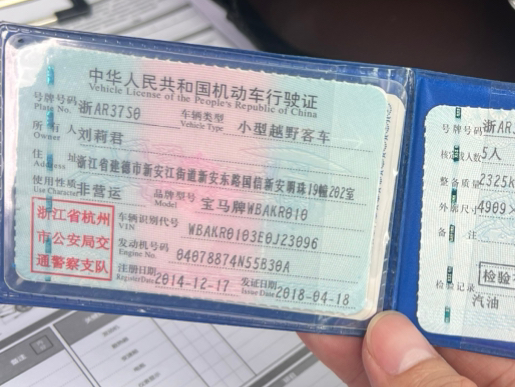 中华人民共和国机动车行驶证
Vehicle License of the People's Republic of China
号牌号码 浙AR37S0 车辆类型 小型越野客车
Plate No. Vehicle Type
所有人 刘莉君
Owner
住址 浙江省建德市新安江街道新安东路国信新安明珠19幢202室
Address
使用性质 非营运 品牌型号 宝马牌WBAKR010
Use Character Model
浙江省杭州
市公安局交
通警察支队
车辆识别代号 WBAKR0103E0J23096
VIN
发动机号码 04078874N55B30A
Engine No.
注册日期 2014-12-17 发证日期 2018-04-18
Register Date Issue Date
号牌号码 浙AR
核定载人数 5人
整备质量 2325k
外廓尺寸 4909×
备注
检验
检验记录
汽油